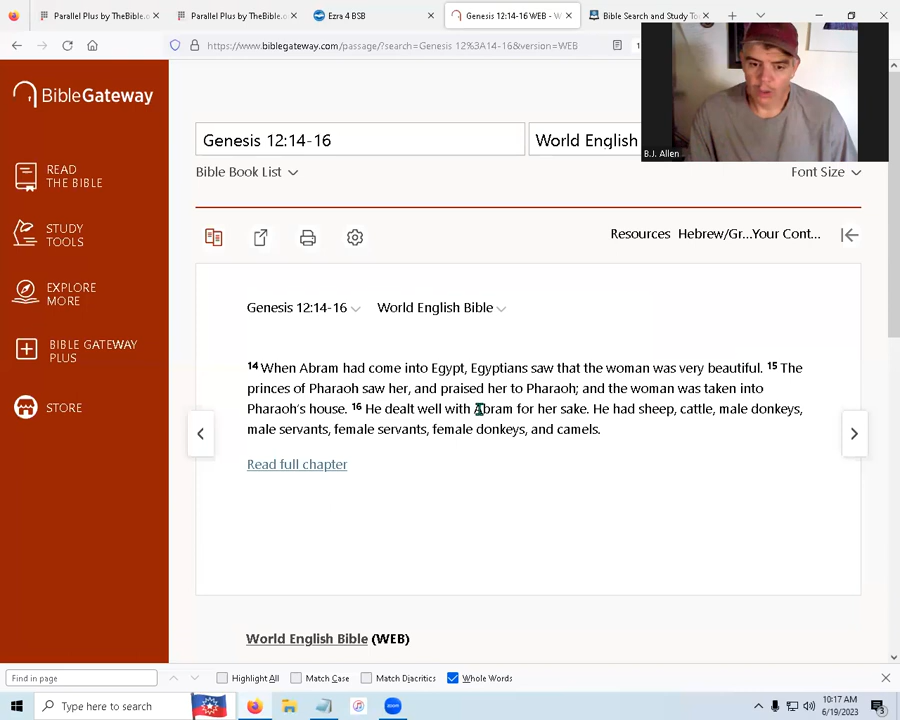 Parallel Plus by TheBible.d
Parallel Plus by TheBible.or
Ezra 4 BSB
Genesis 12:14-16 WEB - W
Bible Search and Study To
https://www.biblegateway.com/passage/?search=Genesis 12%3A14-16&version=WEB
BibleGateway
READ
THE BIBLE
STUDY
TOOLS
EXPLORE
MORE
BIBLE GATEWAY
PLUS
STORE
B.J. Allen
Genesis 12:14-16
World English
Bible Book List
Font Size
Resources Hebrew/Gr...Your Cont...
Genesis 12:14-16 World English Bible
14 When Abram had come into Egypt, Egyptians saw that the woman was very beautiful. 15 The
princes of Pharaoh saw her, and praised her to Pharaoh; and the woman was taken into
Pharaoh's house. 16 He dealt well with Abram for her sake. He had sheep, cattle, male donkeys,
male servants, female servants, female donkeys, and camels.
Read full chapter
World English Bible (WEB)
Find in page
Highlight All Match Case Match Diacritics Whole Words
Type here to search
10:17 AM
6/19/2023
3